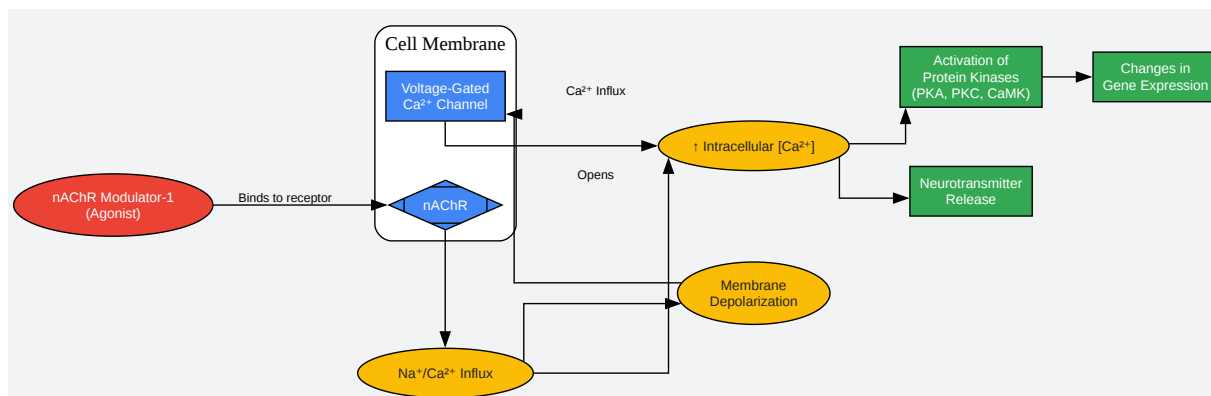 Cell Membrane
Voltage-Gated
Ca²⁺ Channel
Ca²⁺ Influx
Activation of
Protein Kinases
(PKA, PKC, CaMK)
Changes in
Gene Expression
↑ Intracellular [Ca²⁺]
Opens
Neurotransmitter
Release
nAChR Modulator-1
(Agonist)
Binds to receptor
nAChR
Membrane
Depolarization
Na⁺/Ca²⁺ Influx